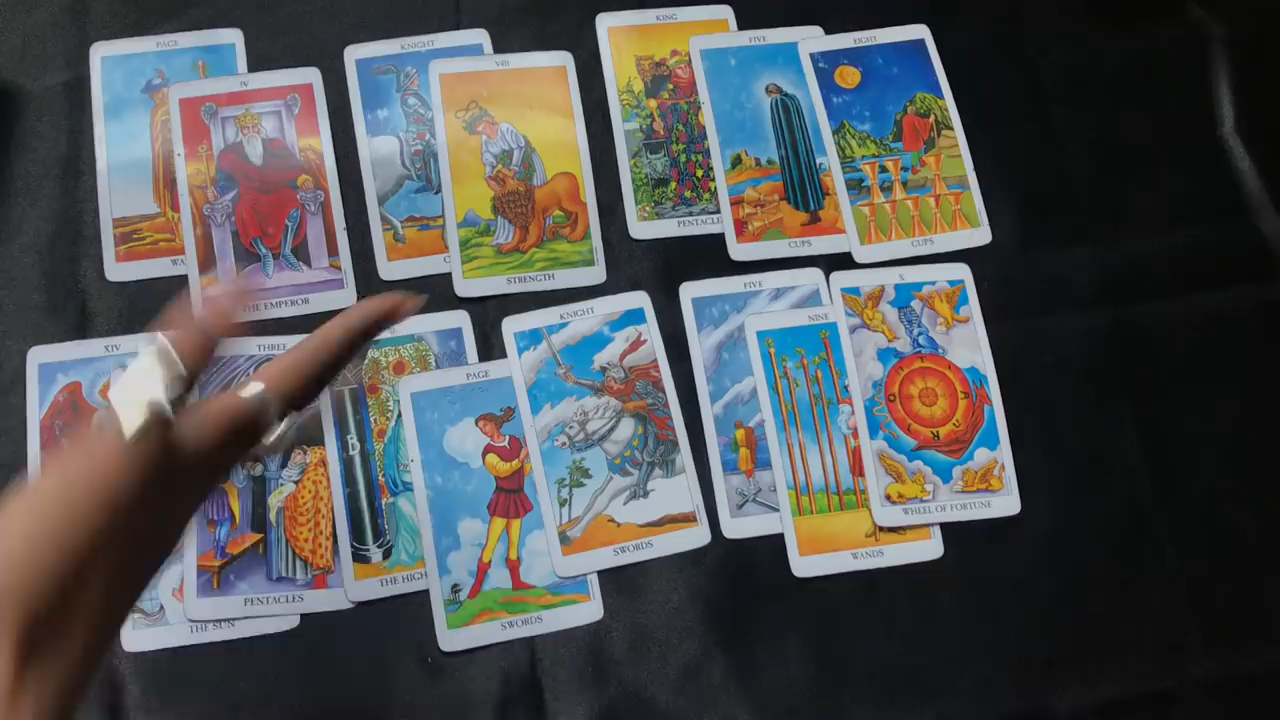 PAGE
WA
IV
THE EMPEROR
KNIGHT
C
VIII
STRENGTH
KING
PENTACLE
FIVE
CUPS
EIGHT
CUPS
XIV
THE SUN
THREE
PENTACLES
B
THE HIGH
PAGE
SWORDS
KNIGHT
SWORDS
FIVE
NINE
WANDS
X
WHEEL OF FORTUNE